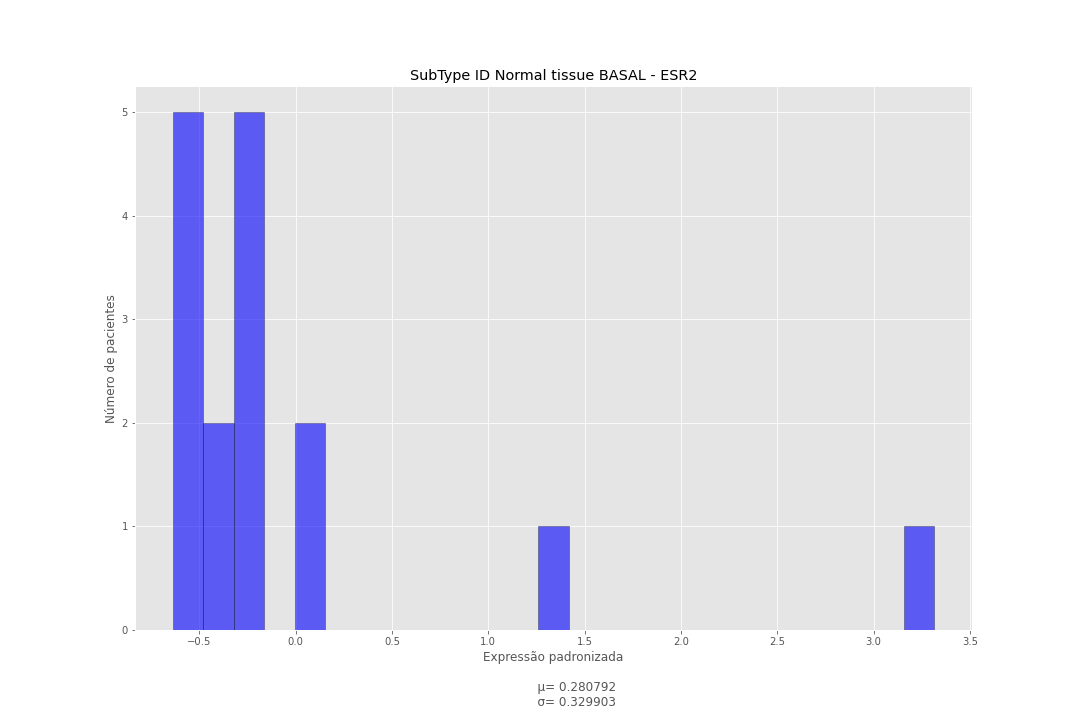 SubType ID Normal tissue BASAL - ESR2
Número de pacientes
5
4
3
2
1
0
−0.5 0.0 0.5 1.0 1.5 2.0 2.5 3.0 3.5
Expressão padronizada
μ= 0.280792
σ= 0.329903